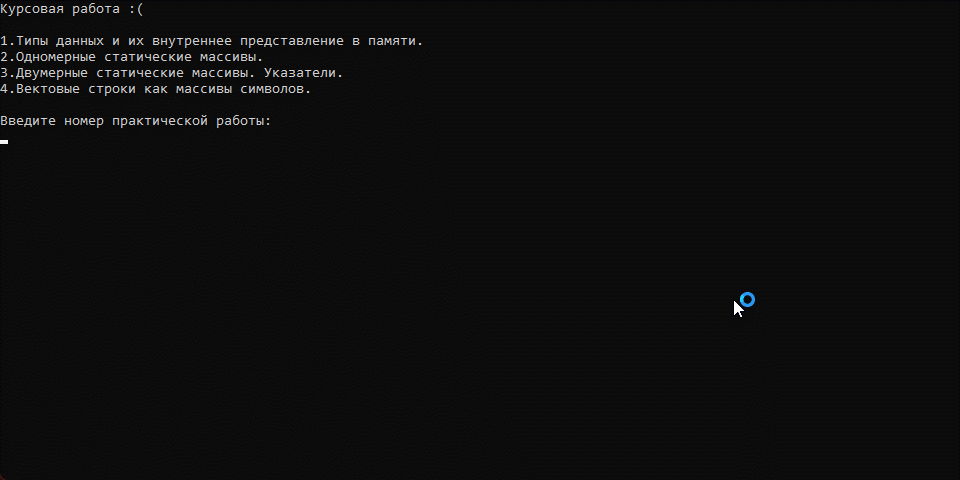 Курсовая работа :(
1.Типы данных и их внутреннее представление в памяти.
2.Одномерные статические массивы.
3.Двумерные статические массивы. Указатели.
4.Вектовые строки как массивы символов.
Введите номер практической работы: